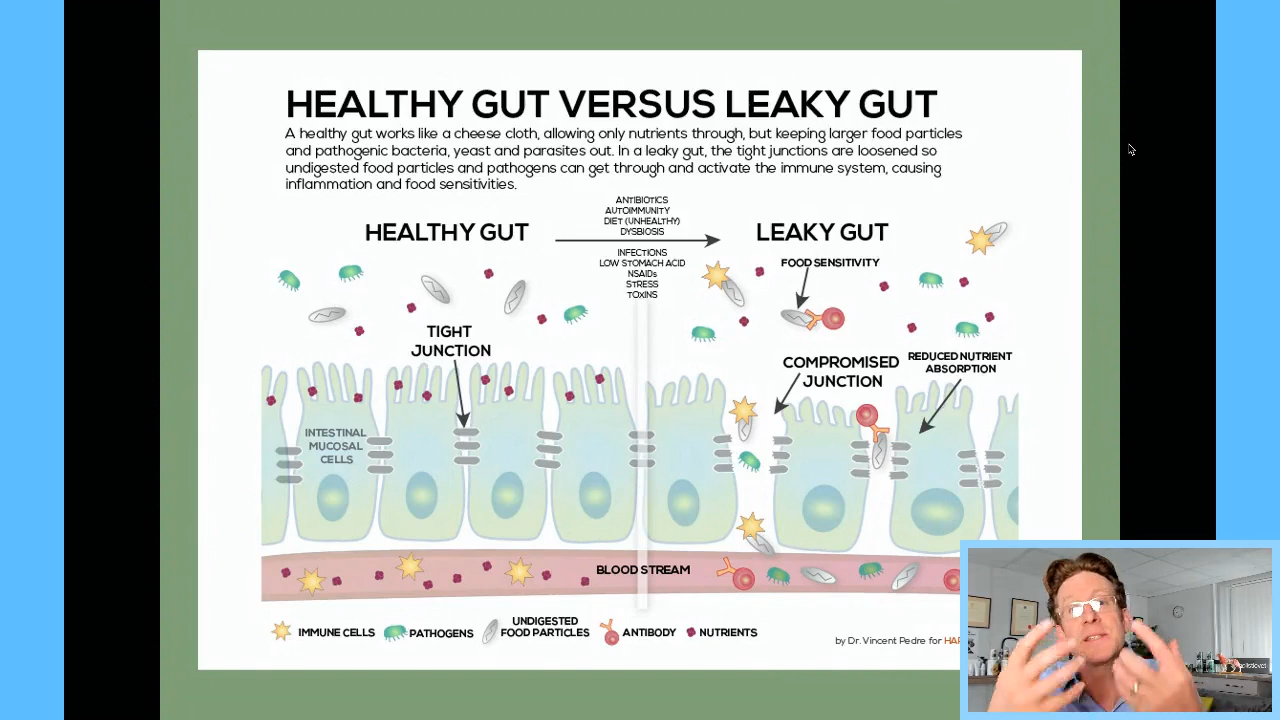 HEALTHY GUT VERSUS LEAKY GUT
A healthy gut works like a cheese cloth, allowing only nutrients through, but keeping larger food particles
and pathogenic bacteria, yeast and parasites out. In a leaky gut, the tight junctions are loosened so
undigested food particles and pathogens can get through and activate the immune system, causing
inflammation and food sensitivities.
ANTIBIOTICS
AUTOIMMUNITY
DIET (UNHEALTHY)
DYSBIOSIS
HEALTHY GUT
LEAKY GUT
INFECTIONS
LOW STOMACH ACID
NSAIDs
STRESS
TOXINS
FOOD SENSITIVITY
TIGHT
JUNCTION
COMPROMISED
JUNCTION
REDUCED NUTRIENT
ABSORPTION
INTESTINAL
MUCOSAL
CELLS
BLOOD STREAM
IMMUNE CELLS
PATHOGENS
UNDIGESTED
FOOD PARTICLES
ANTIBODY
NUTRIENTS
by Dr. Vincent Pedre for HAP